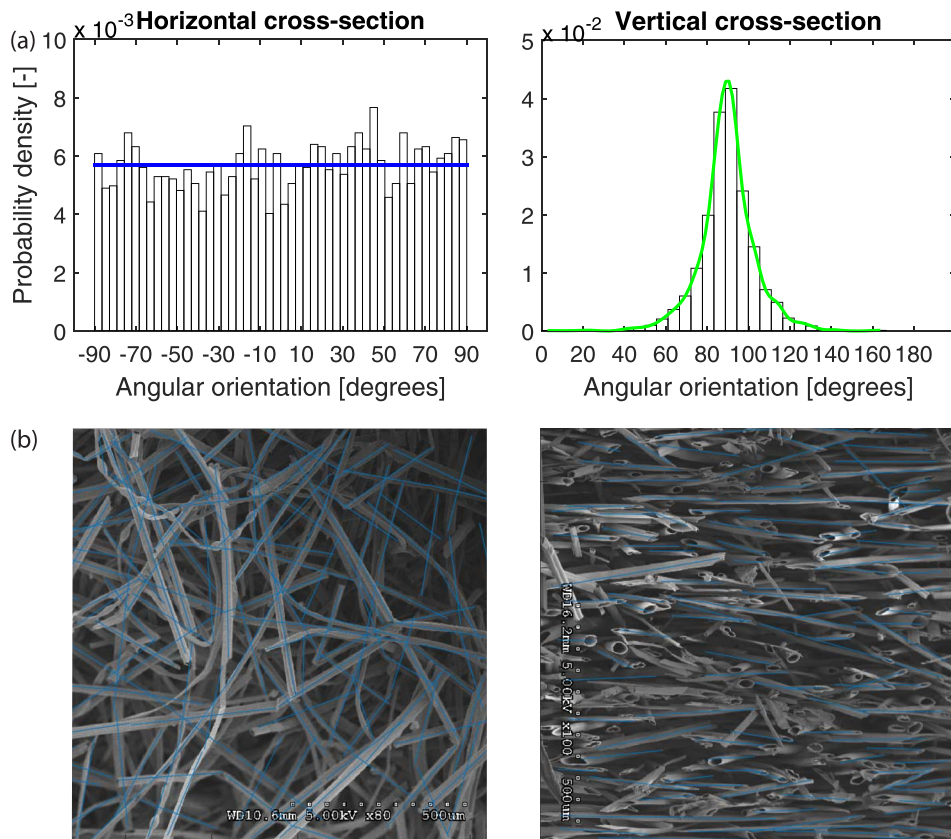 (a)
x 10-3 Horizontal cross-section
Probability density [-]
10
8
6
4
2
0
-90 -70 -50 -30 -10 10 30 50 70 90
Angular orientation [degrees]
x 10-2 Vertical cross-section
5
4
3
2
1
0
0 20 40 60 80 100 120 140 160 180
Angular orientation [degrees]
(b)
WD10.6mm 5.00kV x80 500um
WD16.2mm 5.00kV x100 500um